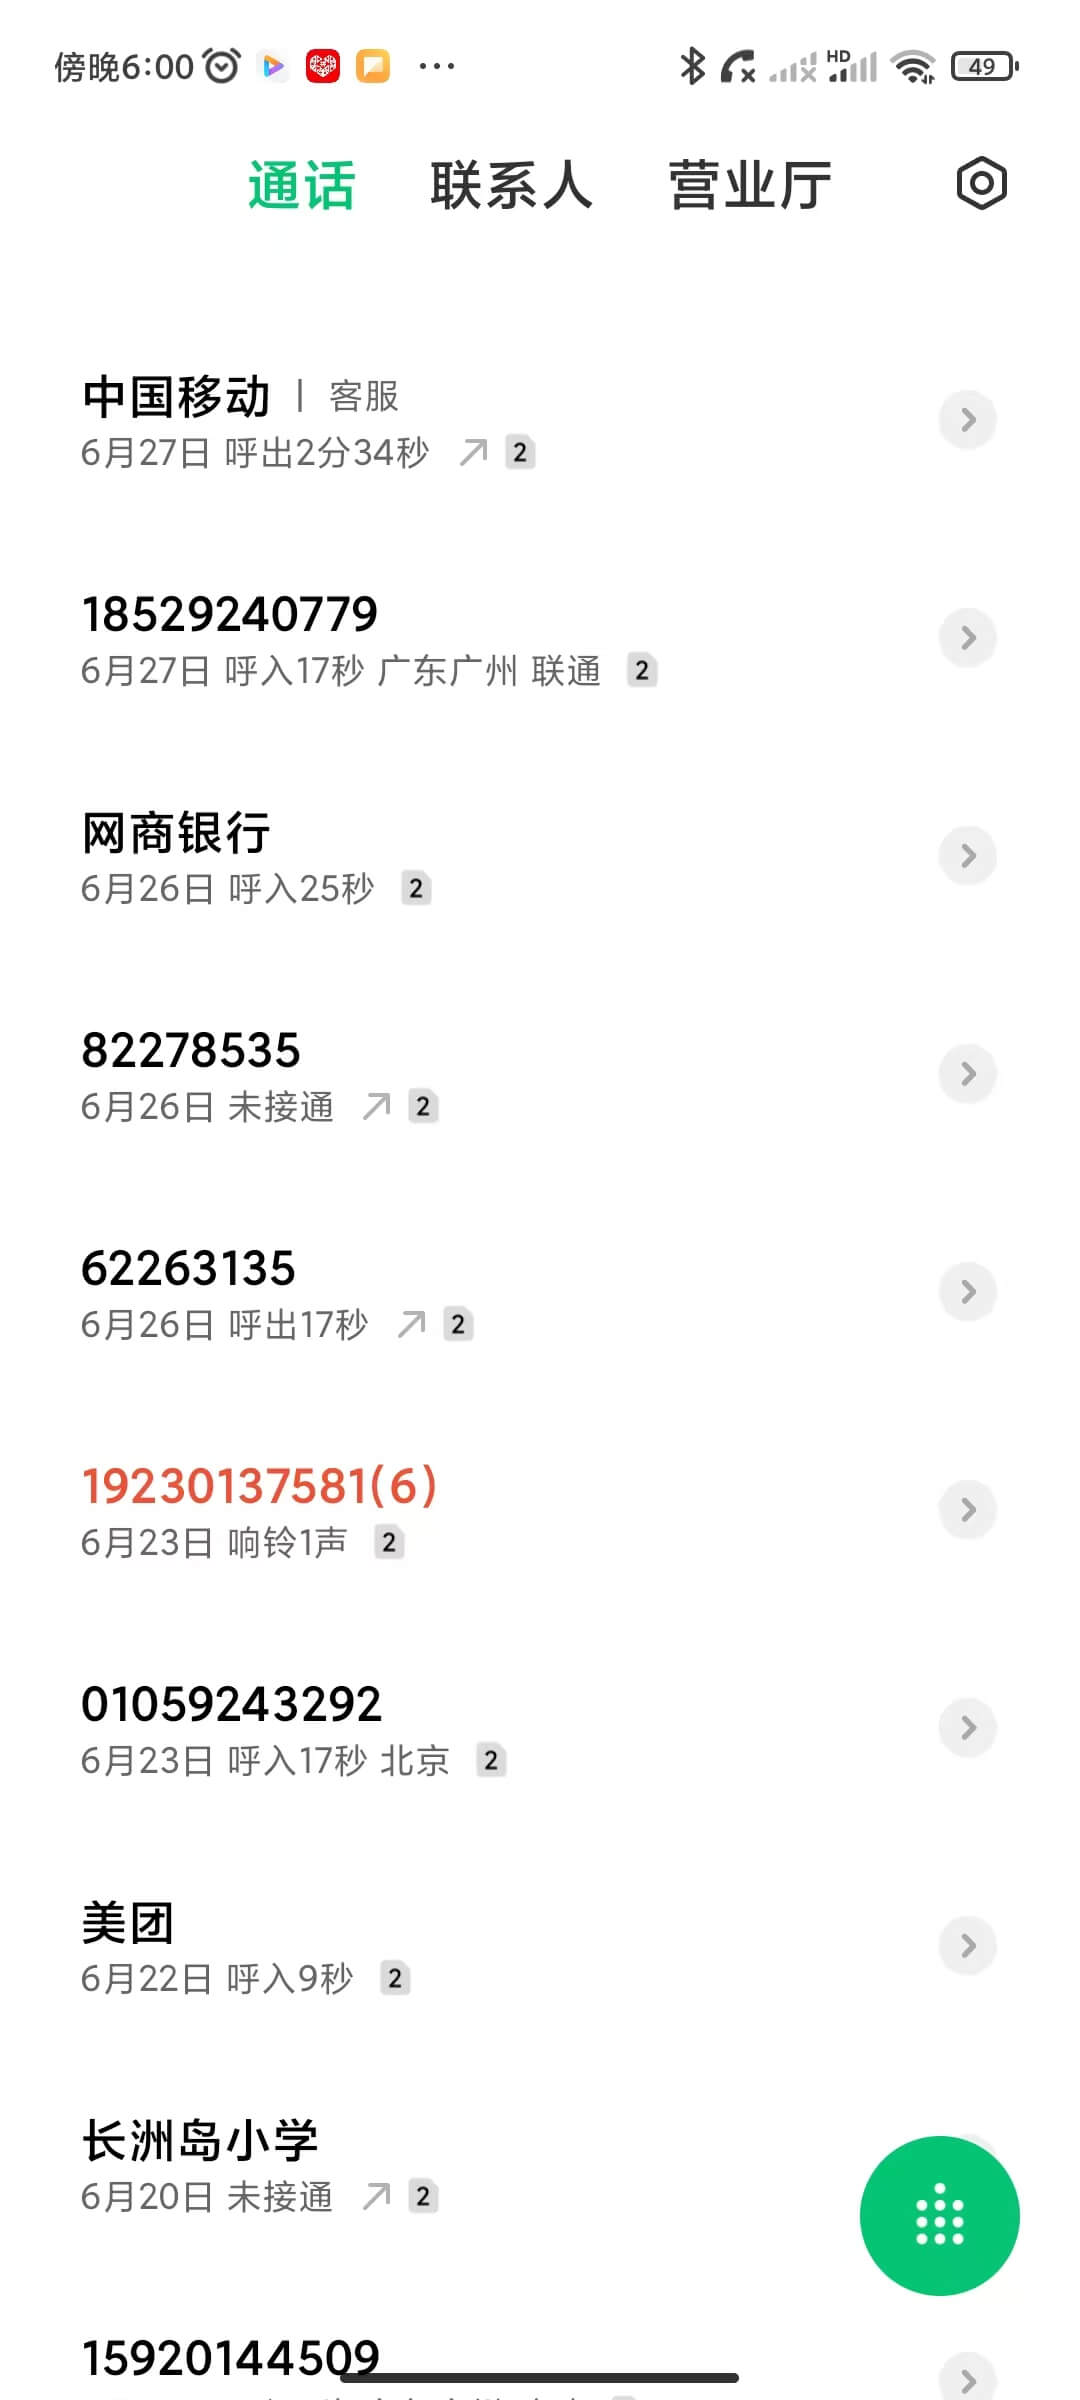 傍晚6:00
HD
49
通话 联系人 营业厅
中国移动 | 客服
6月27日 呼出2分34秒 2
18529240779
6月27日 呼入17秒 广东广州 联通 2
网商银行
6月26日 呼入25秒 2
82278535
6月26日 未接通 2
62263135
6月26日 呼出17秒 2
19230137581(6)
6月23日 响铃1声 2
01059243292
6月23日 呼入17秒 北京 2
美团
6月22日 呼入9秒 2
长洲岛小学
6月20日 未接通 2
15920144509